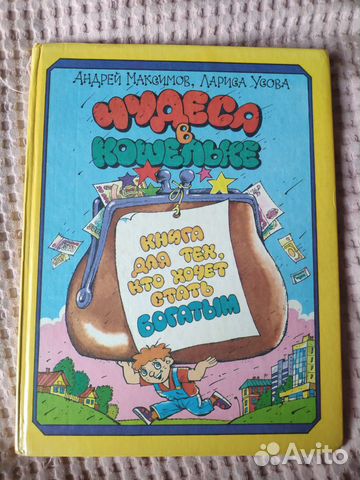 Андрей Максимов, Лариса Усова
ЧУДЕСА
в
КОШЕЛЬКЕ
КНИГА
ДЛЯ ТЕХ,
КТО ХОЧЕТ
СТАТЬ
БОГАТЫМ
Avito